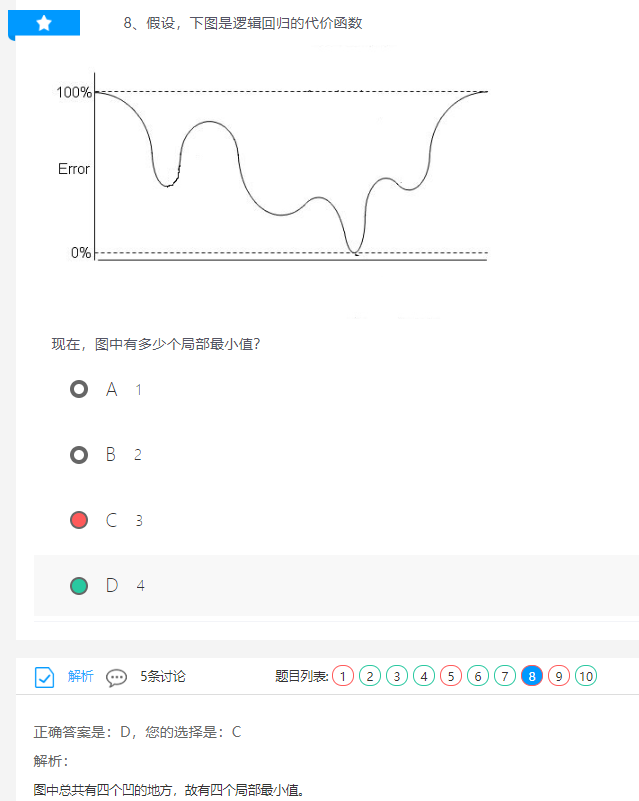 8、假设，下图是逻辑回归的代价函数
100%
Error
0%
现在，图中有多少个局部最小值?
A 1
B 2
C 3
D 4
解析 5条讨论 题目列表: 1 2 3 4 5 6 7 8 9 10
正确答案是：D，您的选择是：C
解析：
图中总共有四个凹的地方，故有四个局部最小值。